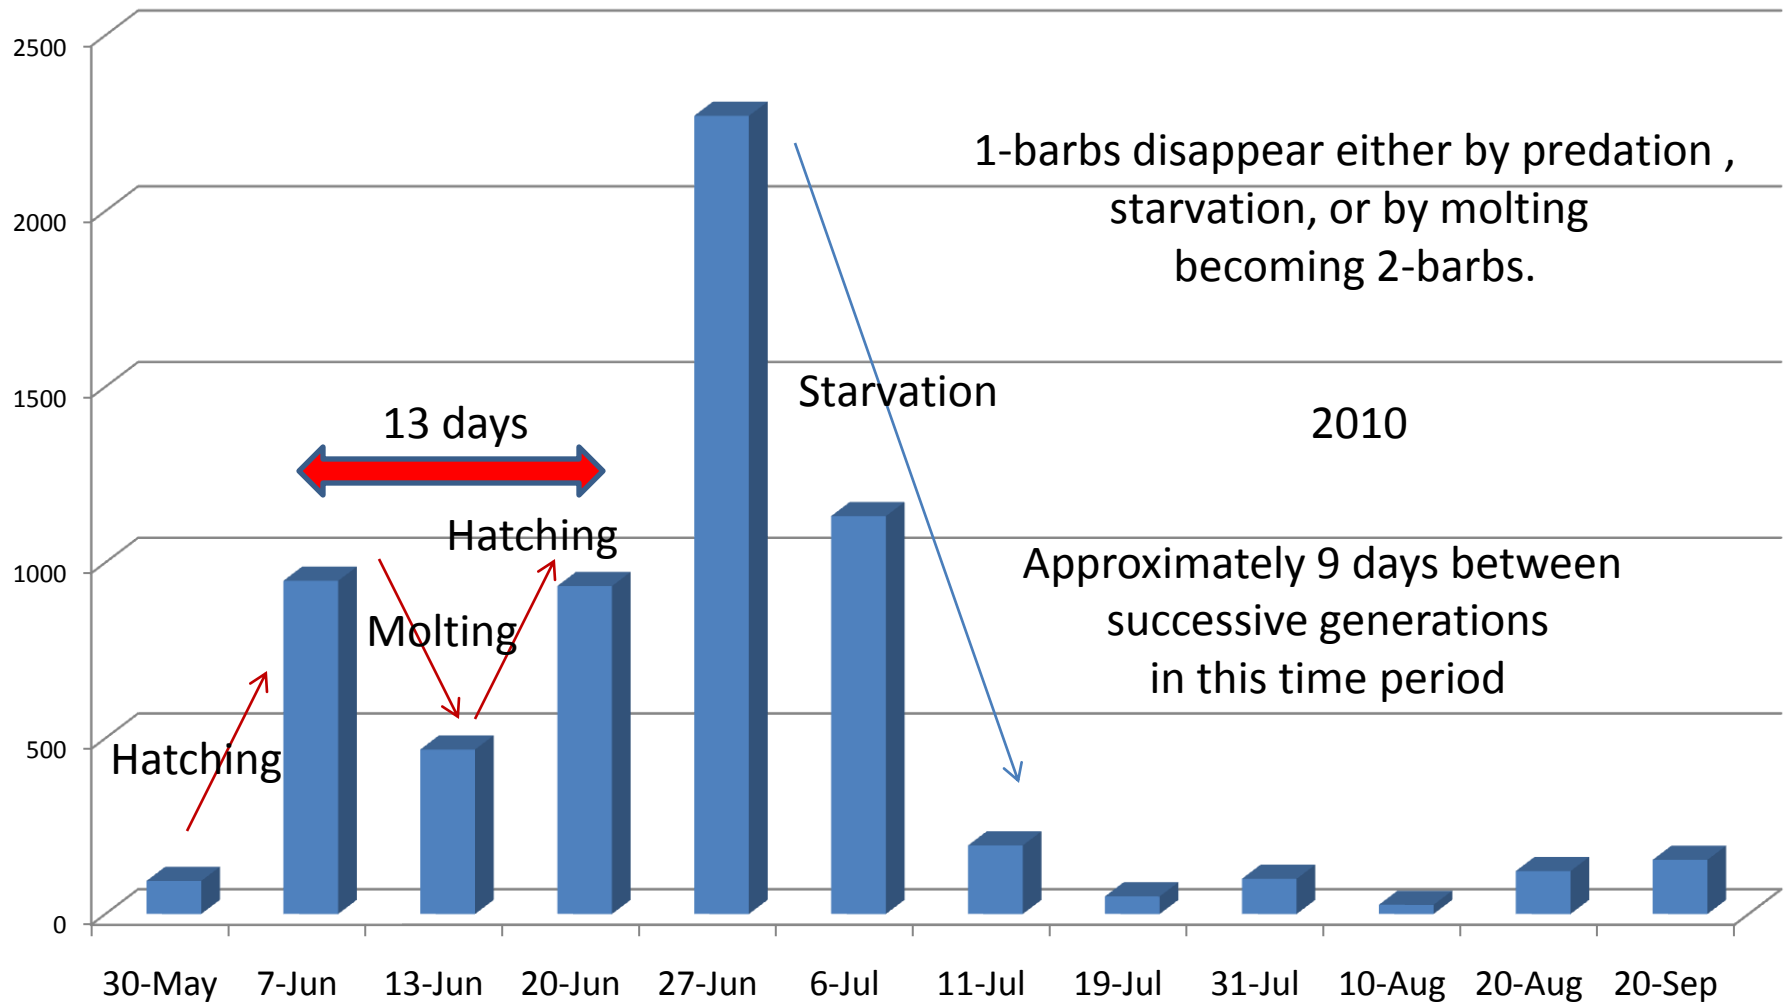 2500
2000
1500
1000
500
0
1-barbs disappear either by predation ,
starvation, or by molting
becoming 2-barbs.
Starvation
2010
13 days
Hatching
Molting
Hatching
Approximately 9 days between
successive generations
in this time period
30-May 7-Jun 13-Jun 20-Jun 27-Jun 6-Jul 11-Jul 19-Jul 31-Jul 10-Aug 20-Aug 20-Sep